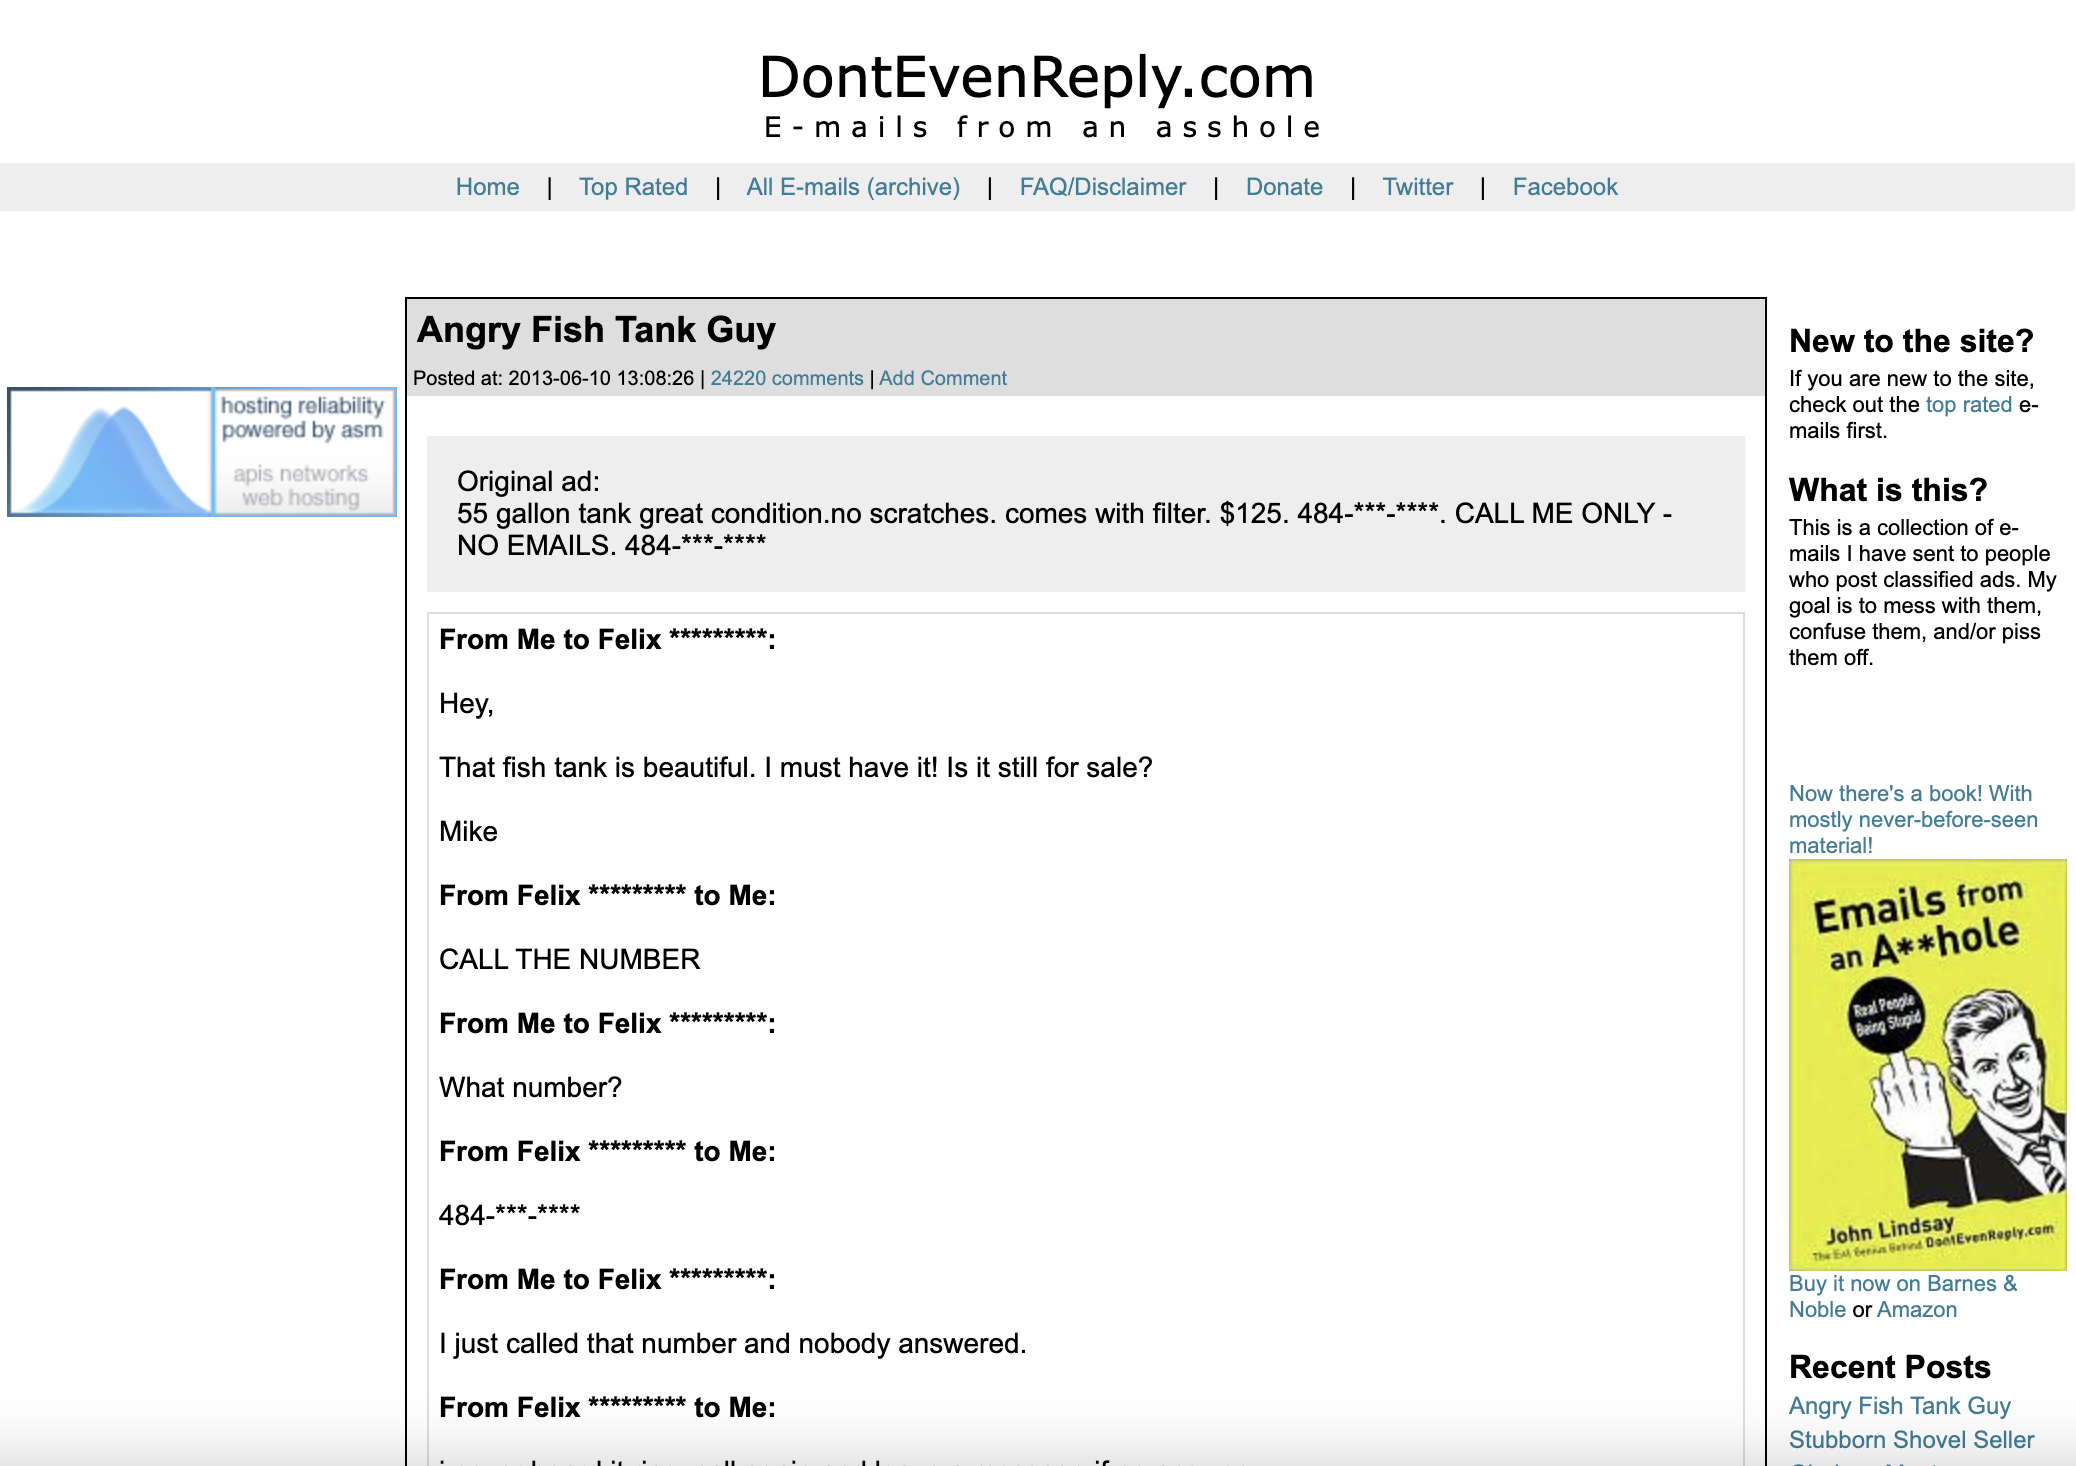 DontEvenReply.com
E-mails from an asshole
Home | Top Rated | All E-mails (archive) | FAQ/Disclaimer | Donate | Twitter | Facebook
hosting reliability
powered by asm
apis networks
web hosting
Angry Fish Tank Guy
Posted at: 2013-06-10 13:08:26 | 24220 comments | Add Comment
Original ad:
55 gallon tank great condition.no scratches. comes with filter. $125. 484-***-****. CALL ME ONLY -
NO EMAILS. 484-***-****
From Me to Felix *********:
Hey,
That fish tank is beautiful. I must have it! Is it still for sale?
Mike
From Felix ********* to Me:
CALL THE NUMBER
From Me to Felix *********:
What number?
From Felix ********* to Me:
484-***-****
From Me to Felix *********:
I just called that number and nobody answered.
From Felix ********* to Me:
New to the site?
If you are new to the site,
check out the top rated e-
mails first.
What is this?
This is a collection of e-
mails I have sent to people
who post classified ads. My
goal is to mess with them,
confuse them, and/or piss
them off.
Now there's a book! With
mostly never-before-seen
material!
Emails from
an A**hole
Real People
Being Stupid
John Lindsay
The Evil Genius Behind DontEvenReply.com
Buy it now on Barnes &
Noble or Amazon
Recent Posts
Angry Fish Tank Guy
Stubborn Shovel Seller